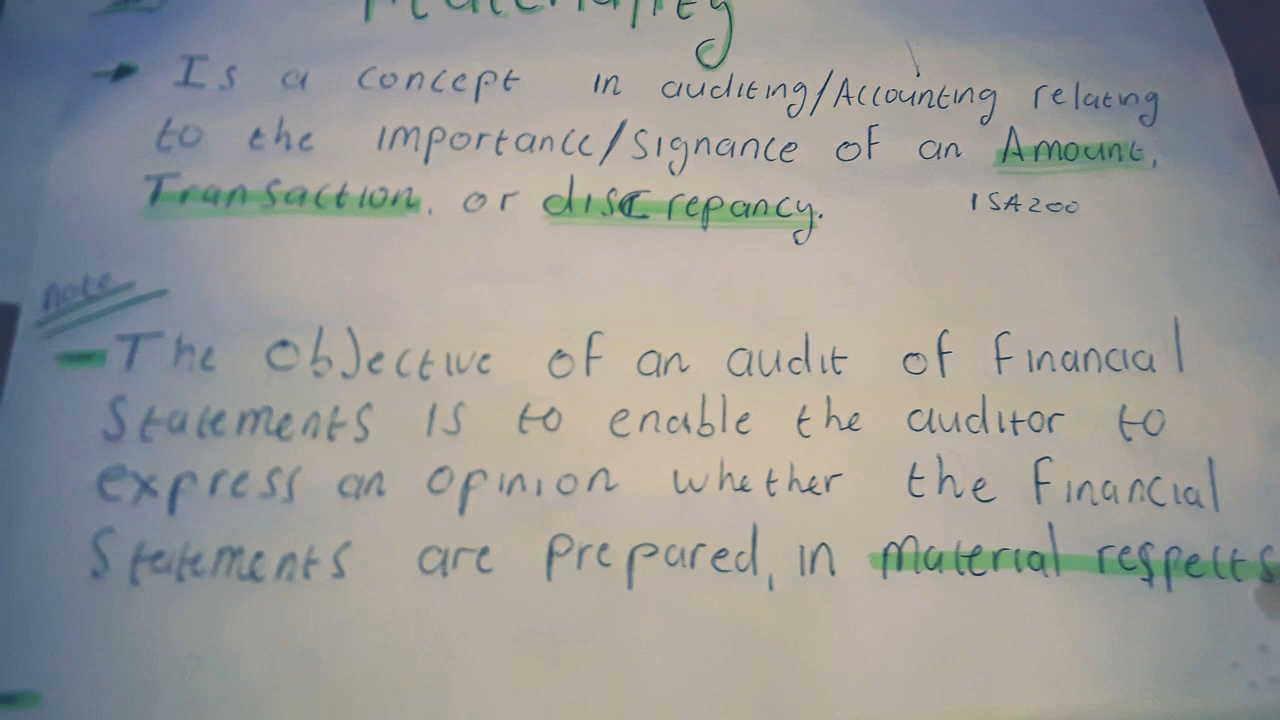 Materiality
→ Is a concept in auditing/Accounting relating
to the importance/signance of an Amount,
Transaction, or discrepancy. ISA200
note
- The Objective of an audit of financial
Statements is to enable the auditor to
express an opinion whether the financial
Statements are prepared, in material respects